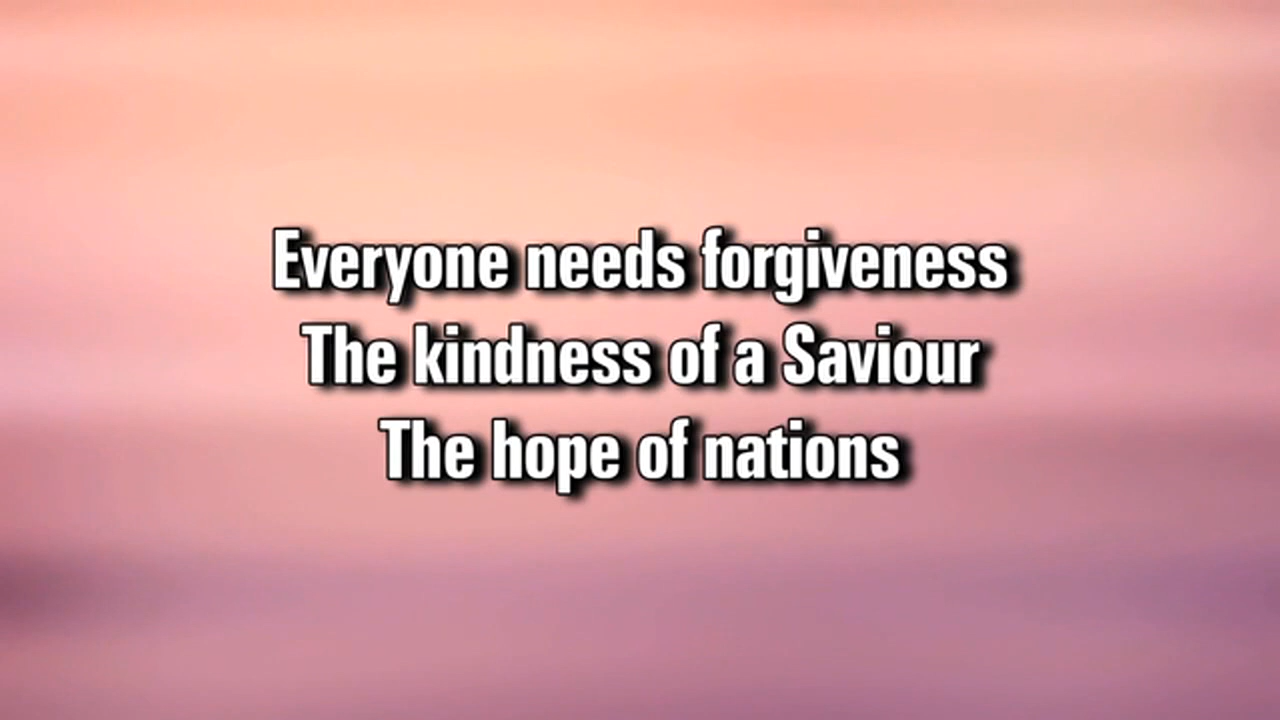 Everyone needs forgiveness
The kindness of a Saviour
The hope of nations